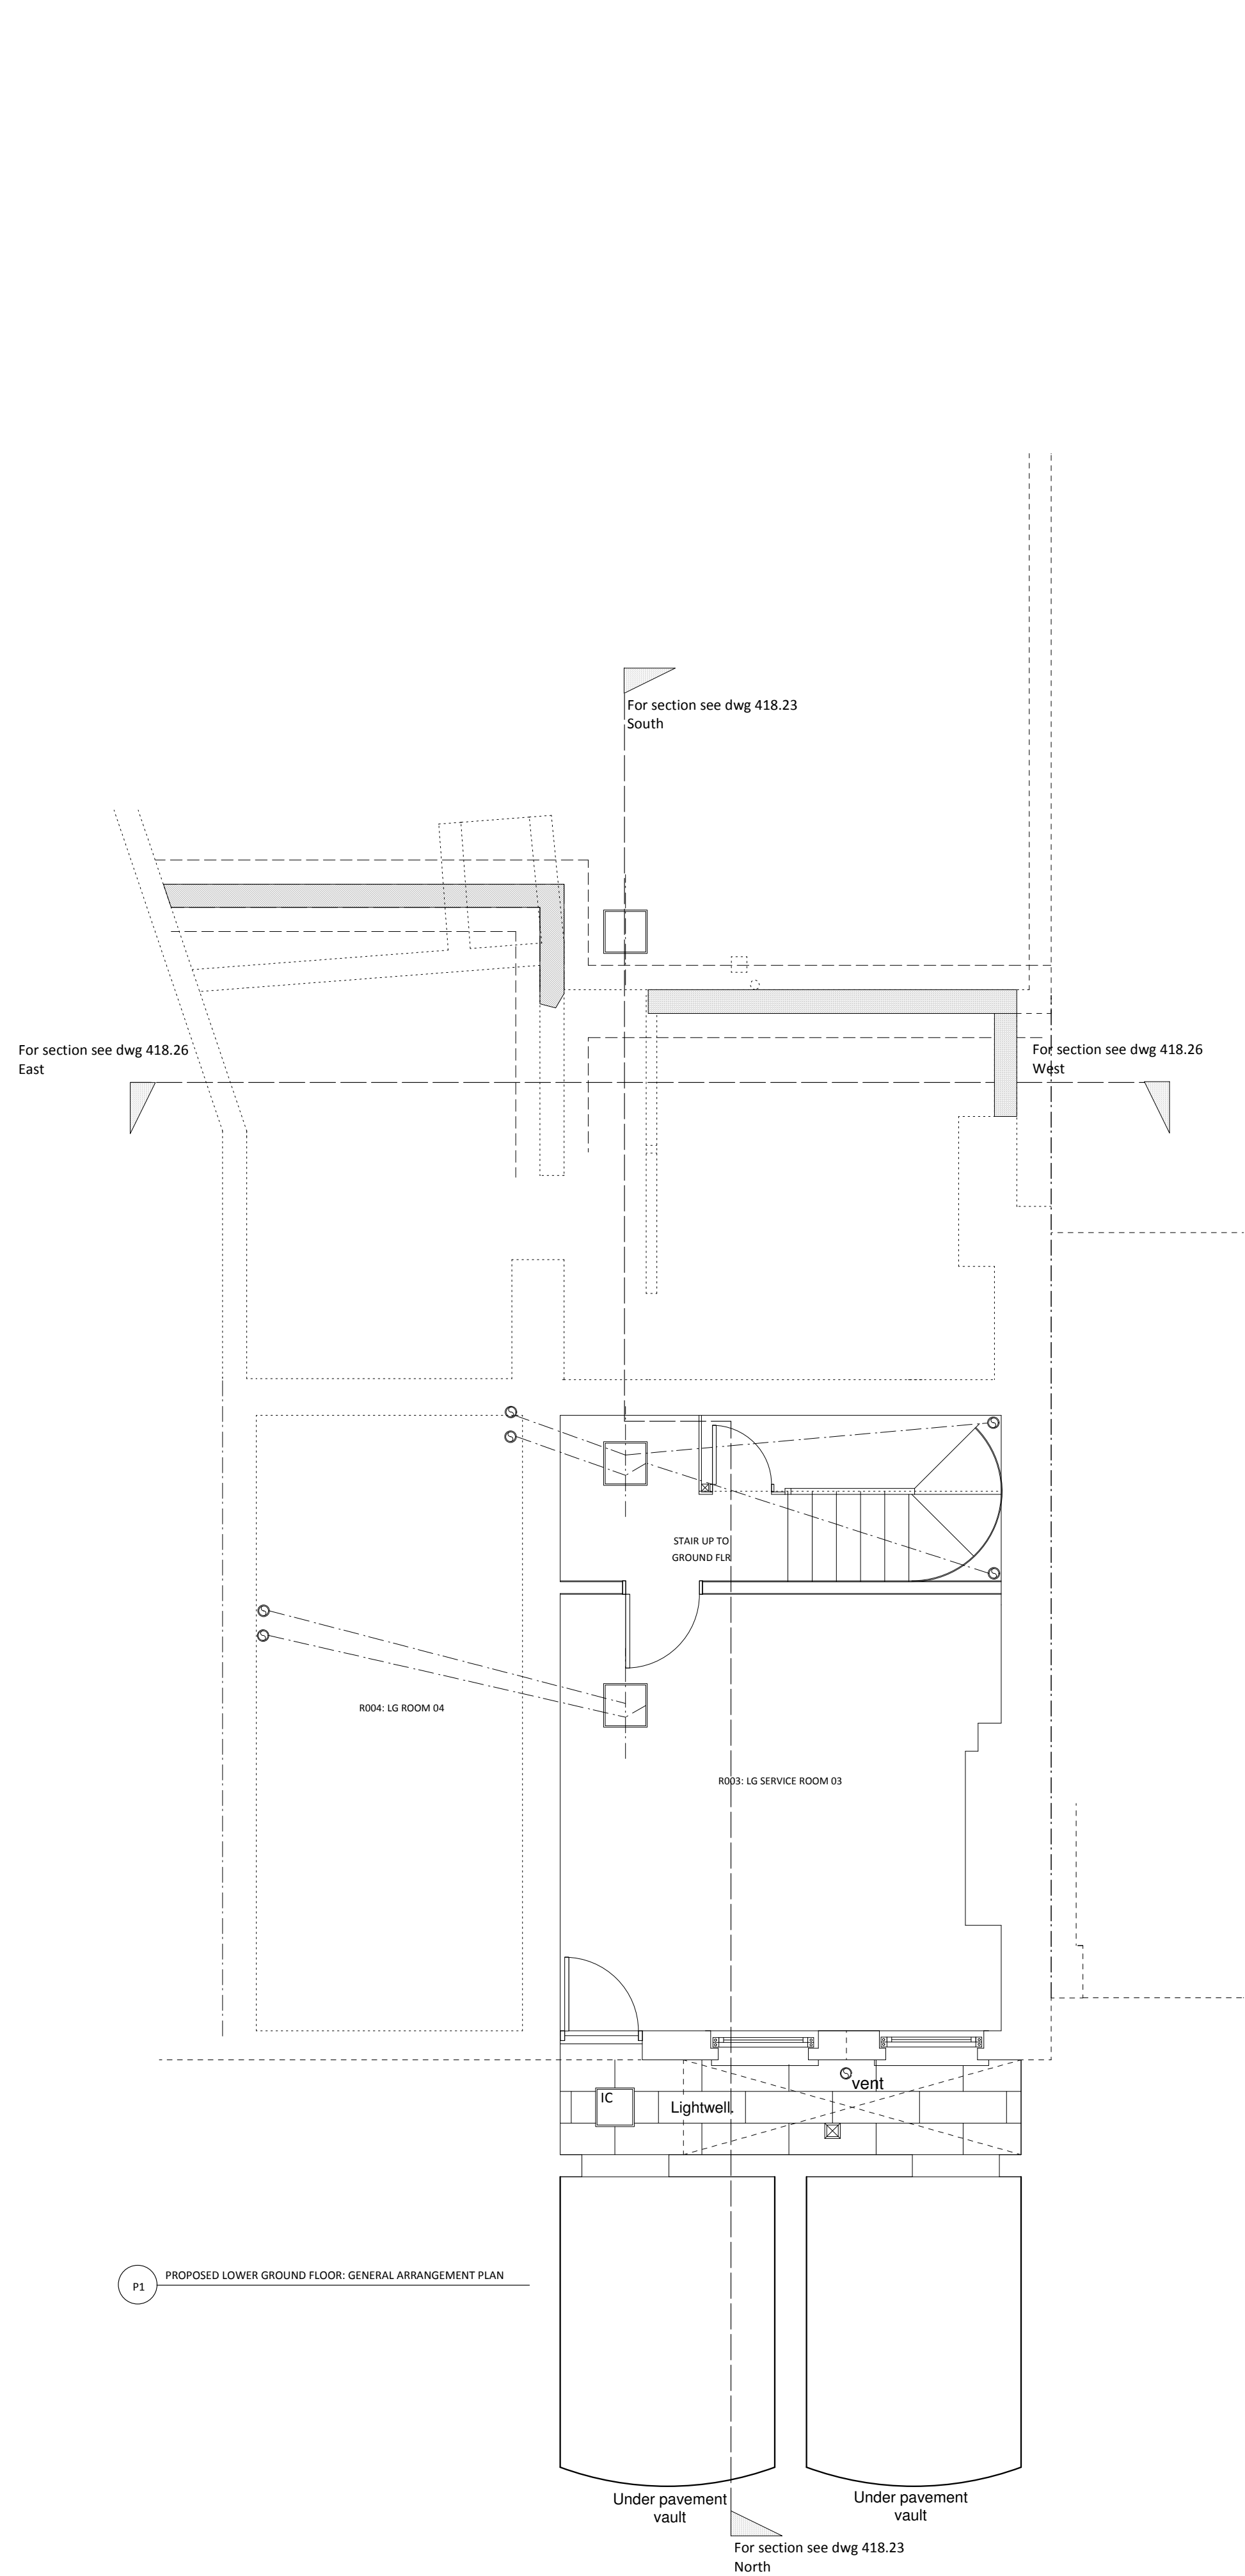 For section see dwg 418.23
South
For section see dwg 418.26
East
For section see dwg 418.26
West
STAIR UP TO
GROUND FLR
R004: LG ROOM 04
R003: LG SERVICE ROOM 03
vent
IC
Lightwell.
P1
PROPOSED LOWER GROUND FLOOR: GENERAL ARRANGEMENT PLAN
Under pavement
vault
Under pavement
vault
For section see dwg 418.23
North